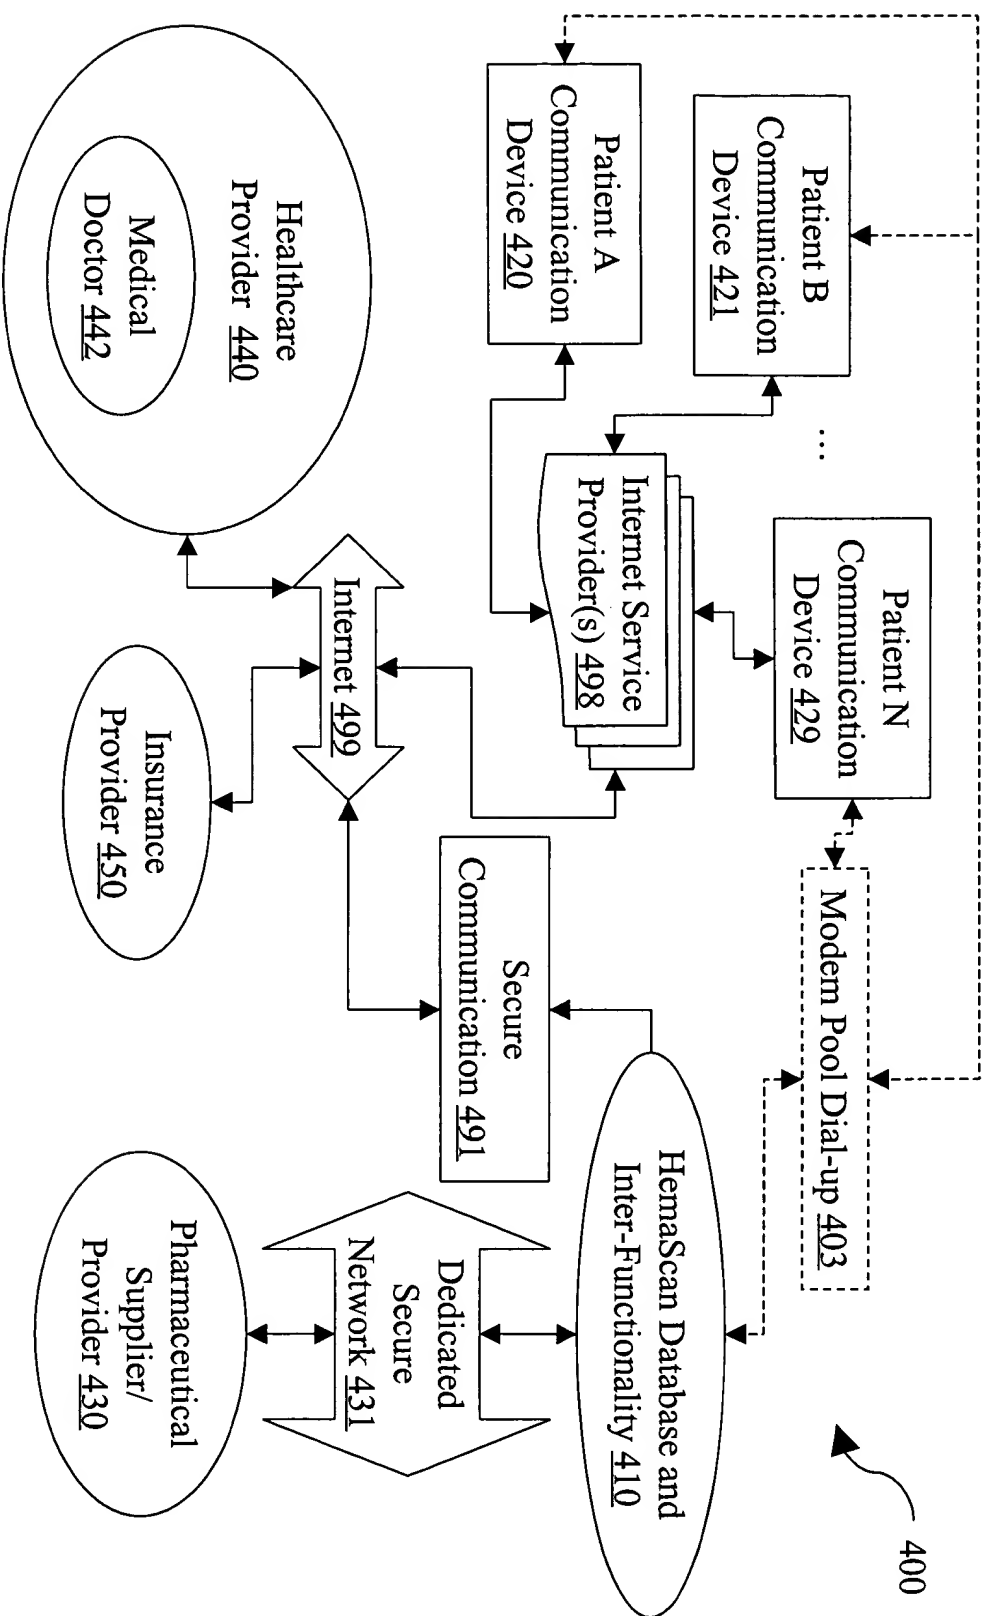 400
Patient B
Communication
Device 421
...
Patient N
Communication
Device 429
Modem Pool Dial-up 403
Patient A
Communication
Device 420
Internet Service
Provider(s) 498
HemaScan Database and
Inter-Functionality 410
Secure
Communication 491
Dedicated
Secure
Network 431
Internet 499
Healthcare
Provider 440
Medical
Doctor 442
Insurance
Provider 450
Pharmaceutical
Supplier/
Provider 430